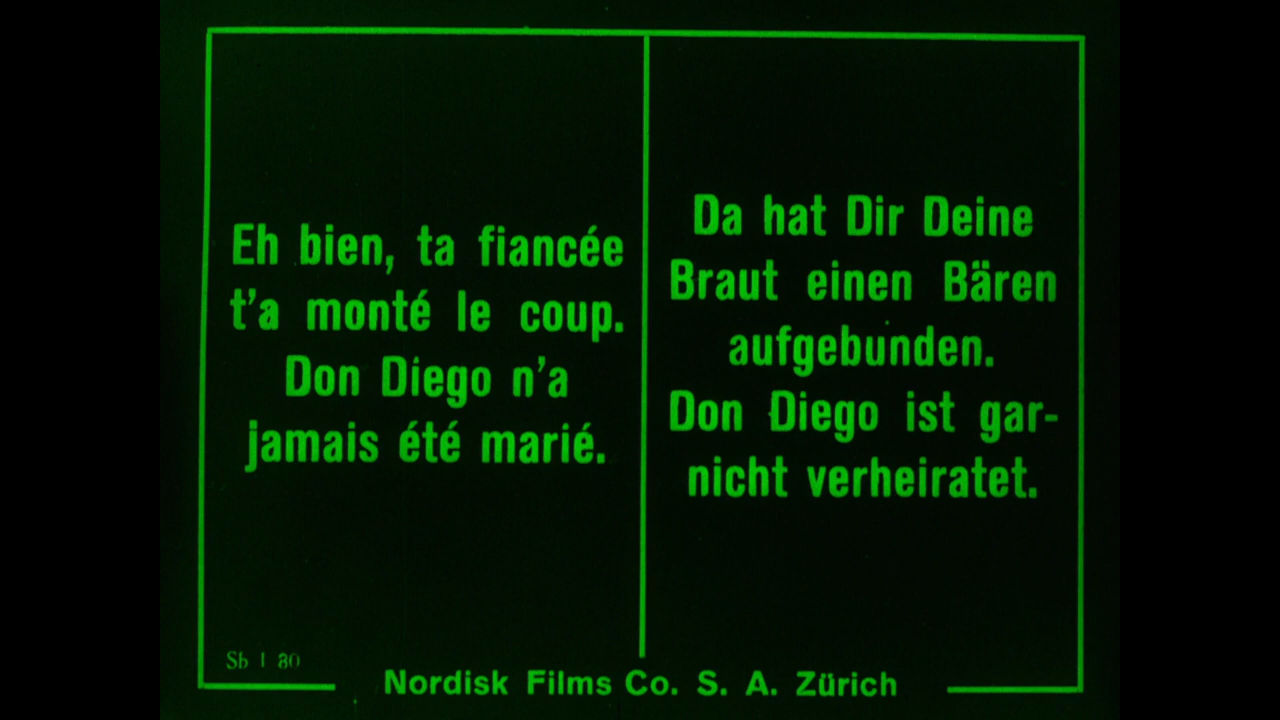 Eh bien, ta fiancée
t'a monté le coup.
Don Diego n'a
jamais été marié.
Da hat Dir Deine
Braut einen Bären
aufgebunden.
Don Diego ist gar-
nicht verheiratet.
Sb I 80
Nordisk Films Co. S. A. Zürich